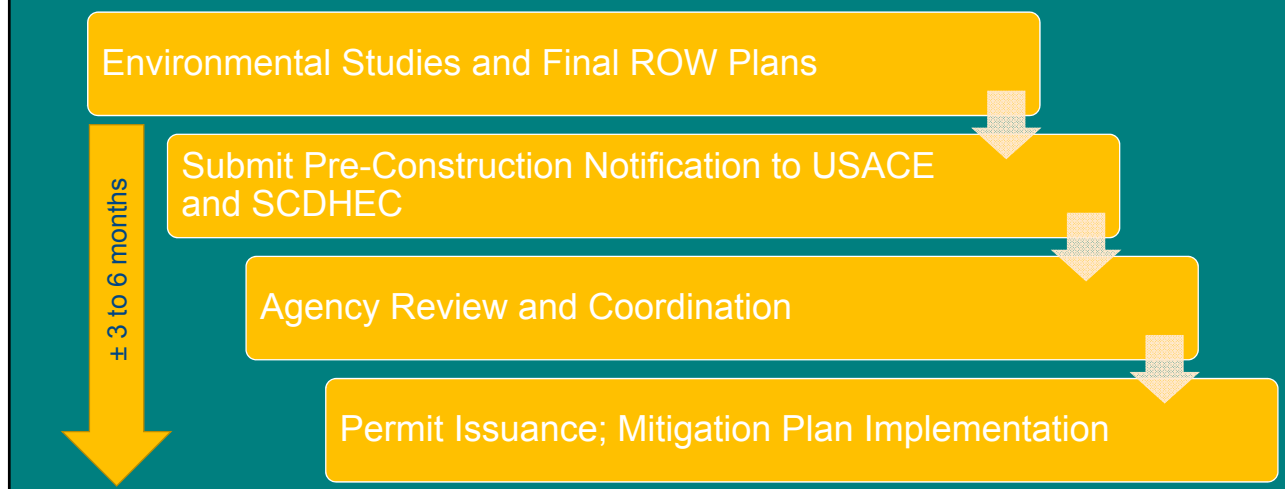 Environmental Studies and Final ROW Plans
± 3 to 6 months
Submit Pre-Construction Notification to USACE
and SCDHEC
Agency Review and Coordination
Permit Issuance; Mitigation Plan Implementation